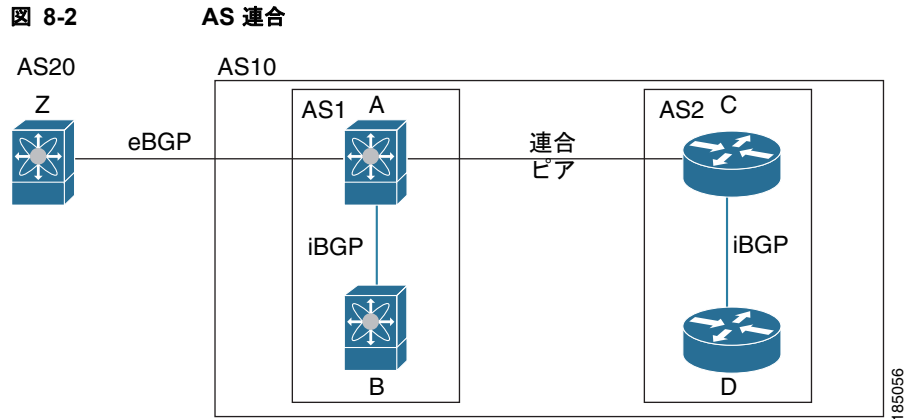 図 8-2 AS 連合
AS20 AS10
Z AS1 A AS2 C
eBGP 連合
ピア
iBGP iBGP
B D
185056